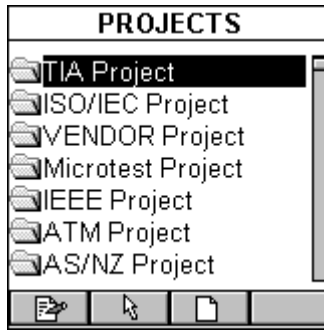 PROJECTS
TIA Project
ISO/IEC Project
VENDOR Project
Microtest Project
IEEE Project
ATM Project
AS/NZ Project